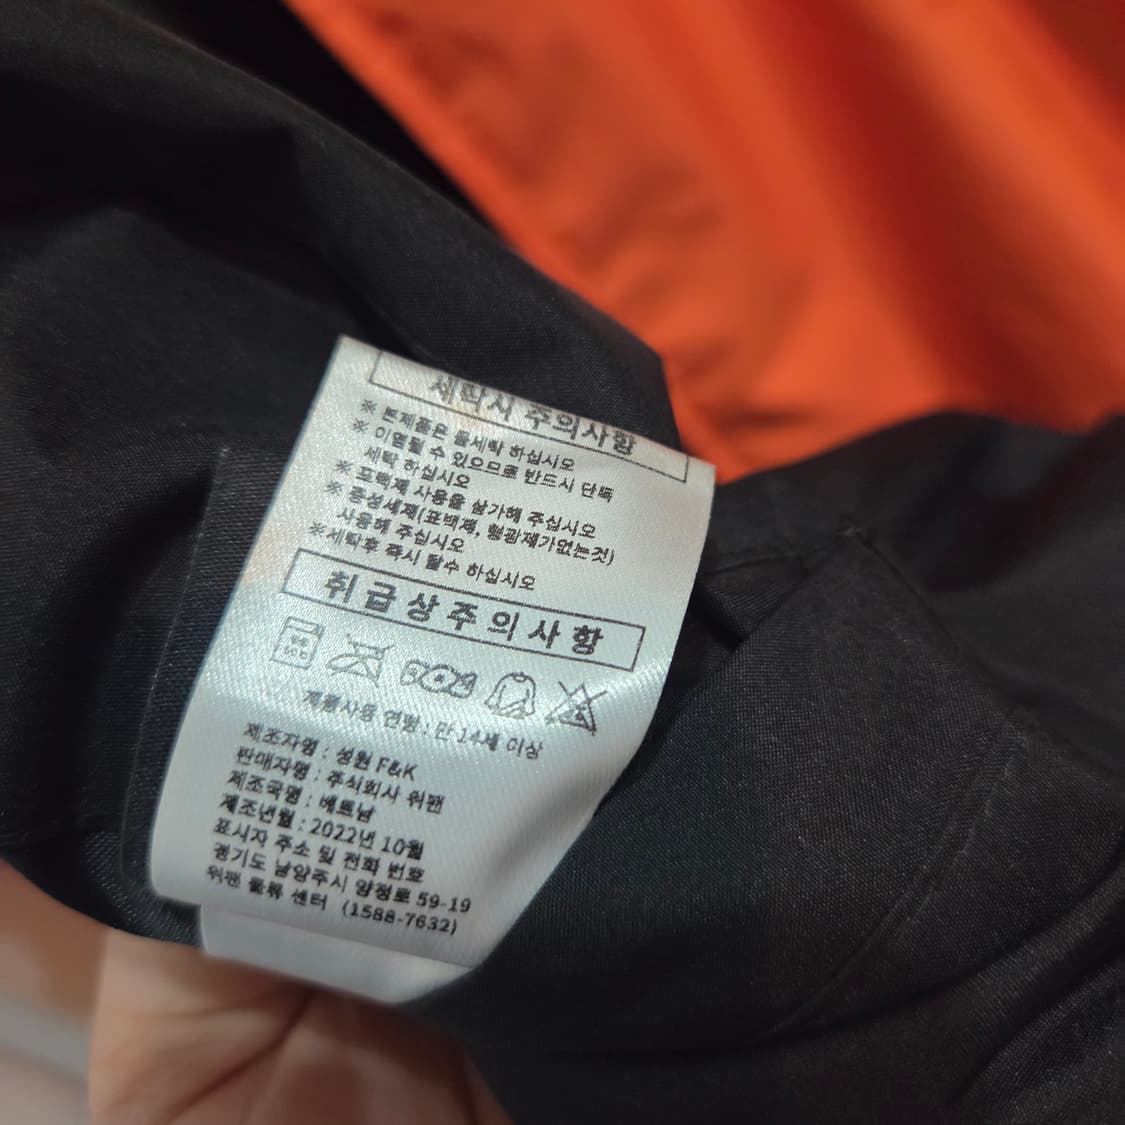 세탁시 주의사항
※ 본제품은 물세탁 하십시오
※ 이염될 수 있으므로 반드시 단독
세탁 하십시오
※ 표백제 사용을 삼가해 주십시오
※ 중성세제(표백제, 형광제가없는것)
사용해 주십시오
※세탁후 즉시 탈수 하십시오
취급상주의사항
제품사용 연령 : 만 14세 이상
제조자명 : 성원 F&K
판매자명 : 주식회사 위팬
제조국명 : 베트남
제조년월 : 2022년 10월
표시자 주소 및 전화 번호
경기도 남양주시 양정로 59-19
위팬 물류 센터 (1588-7632)